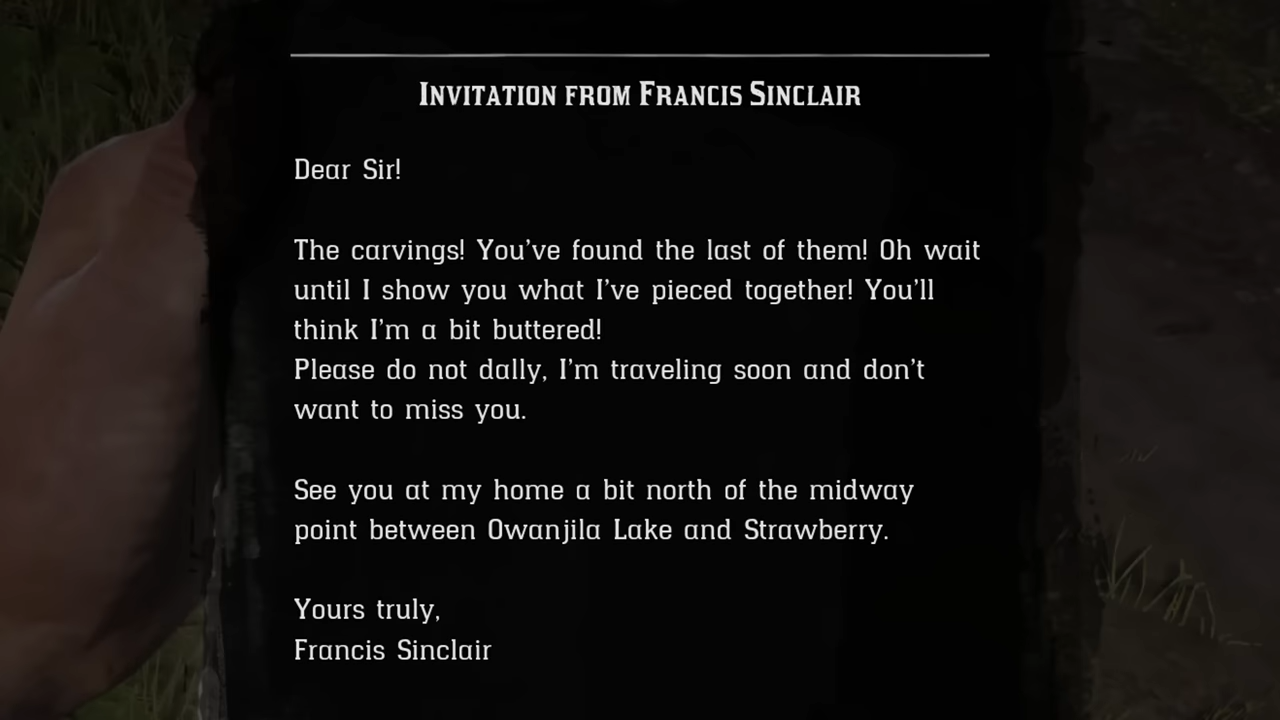 Invitation from Francis Sinclair
Dear Sir!
The carvings! You've found the last of them! Oh wait
until I show you what I've pieced together! You'll
think I'm a bit buttered!
Please do not dally, I'm traveling soon and don't
want to miss you.
See you at my home a bit north of the midway
point between Owanjila Lake and Strawberry.
Yours truly,
Francis Sinclair